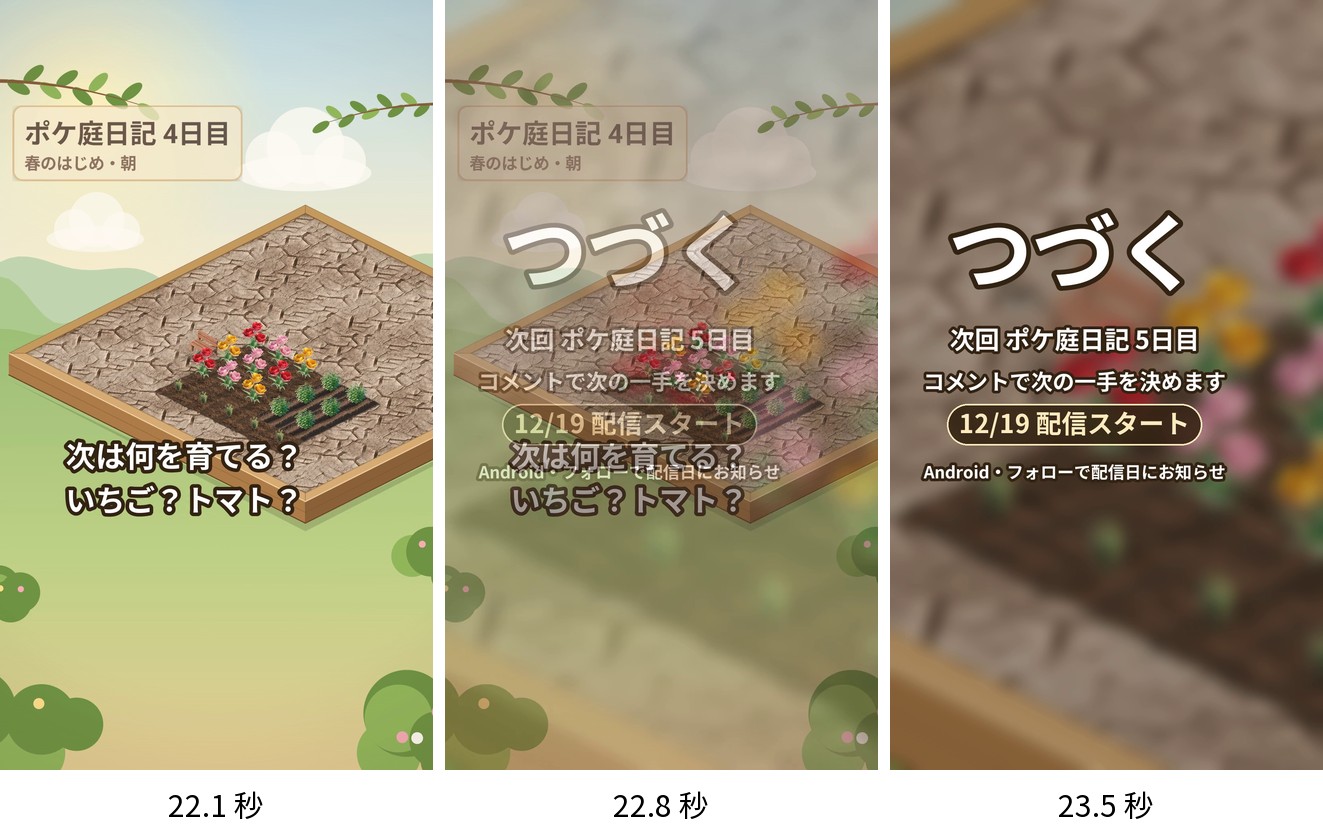 ポケ庭日記 4日目
春のはじめ・朝
次は何を育てる？
いちご？トマト？
22.1 秒
ポケ庭日記 4日目
春のはじめ・朝
つづく
次回 ポケ庭日記 5日目
コメントで次の一手を決めます
12/19 配信スタート
次は何を育てる？
Android・フォローで配信日にお知らせ
いちご？トマト？
22.8 秒
つづく
次回 ポケ庭日記 5日目
コメントで次の一手を決めます
12/19 配信スタート
Android・フォローで配信日にお知らせ
23.5 秒